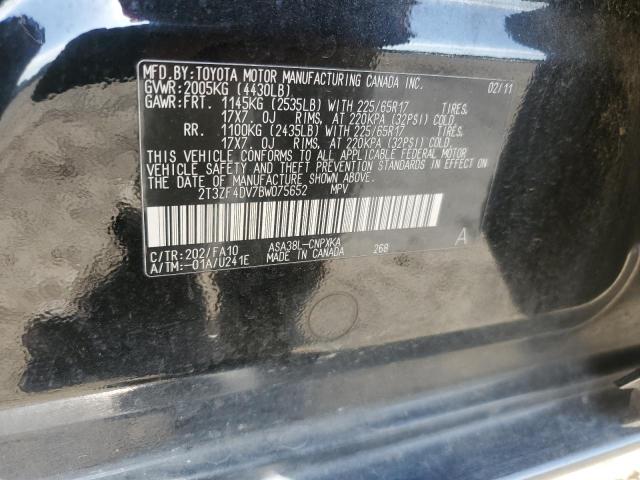 MFD.BY:TOYOTA MOTOR MANUFACTURING CANADA INC.
GVWR:2005KG (4430LB) 02/11
GAWR:FRT. 1145KG (2535LB) WITH 225/65R17 TIRES,
17X7.0J RIMS, AT 220KPA (32PSI) COLD.
RR. 1100KG (2435LB) WITH 225/65R17 TIRES,
17X7.0J RIMS, AT 220KPA (32PSI) COLD.
THIS VEHICLE CONFORMS TO ALL APPLICABLE FEDERAL MOTOR
VEHICLE SAFETY AND THEFT PREVENTION STANDARDS IN
EFFECT ON THE DATE OF MANUFACTURE SHOWN ABOVE.
2T3ZF4DV7BW075652 MPV
C/TR:202/FA10 ASA38L-CNPXKA A
A/TM:-01A/U241E MADE IN CANADA 268